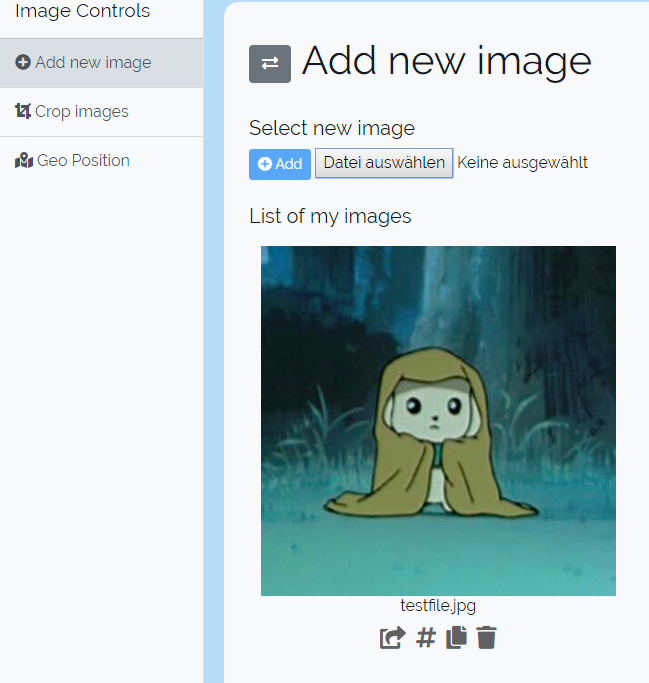 Image Controls
Add new image
Crop images
Geo Position
Add new image
Select new image
Add Datei auswählen Keine ausgewählt
List of my images
testfile.jpg
#